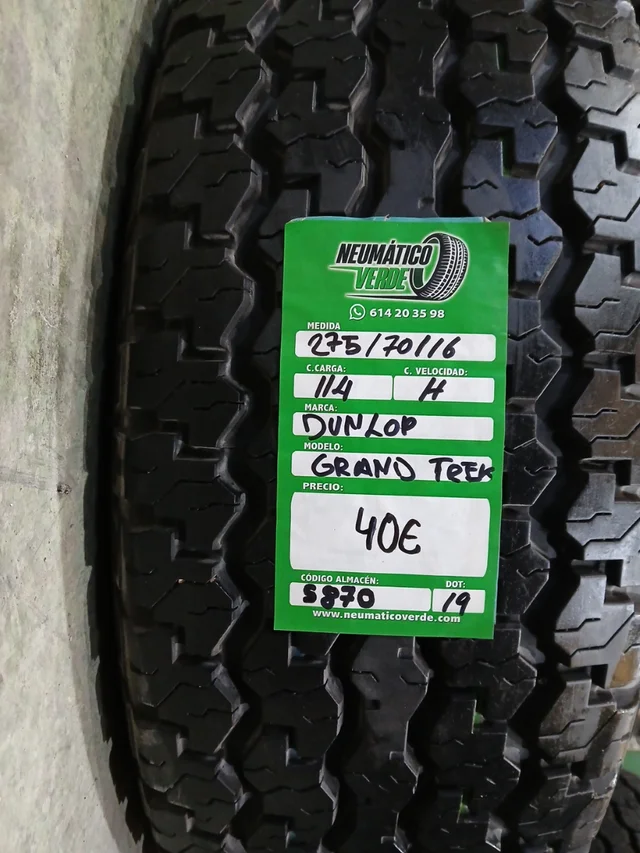 NEUMÁTICO
VERDE
614 20 35 98
MEDIDA
275/70/16
C.CARGA: C. VELOCIDAD:
114 H
MARCA:
DUNLOP
MODELO:
GRAND TREK
PRECIO:
40€
CÓDIGO ALMACÉN: DOT:
S870 19
www.neumaticoverde.com